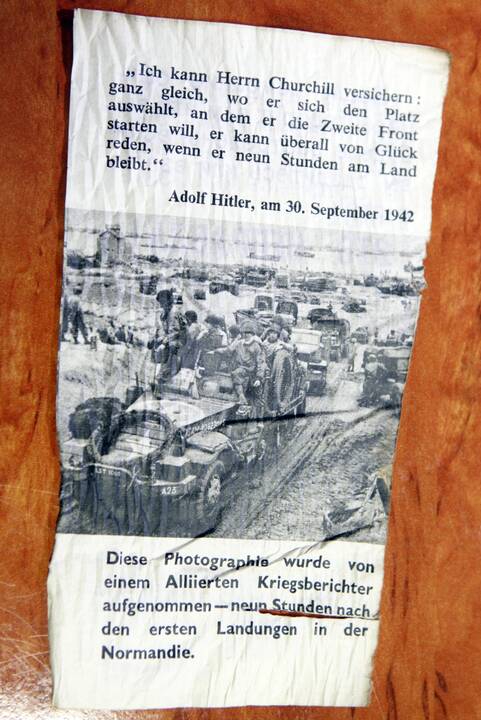 „Ich kann Herrn Churchill versichern:
ganz gleich, wo er sich den Platz
auswählt, an dem er die Zweite Front
starten will, er kann überall von Glück
reden, wenn er neun Stunden am Land
bleibt.“
Adolf Hitler, am 30. September 1942
A25
Diese Photographie wurde von
einem Alliierten Kriegsberichter
aufgenommen—neun Stunden nach
den ersten Landungen in der
Normandie.